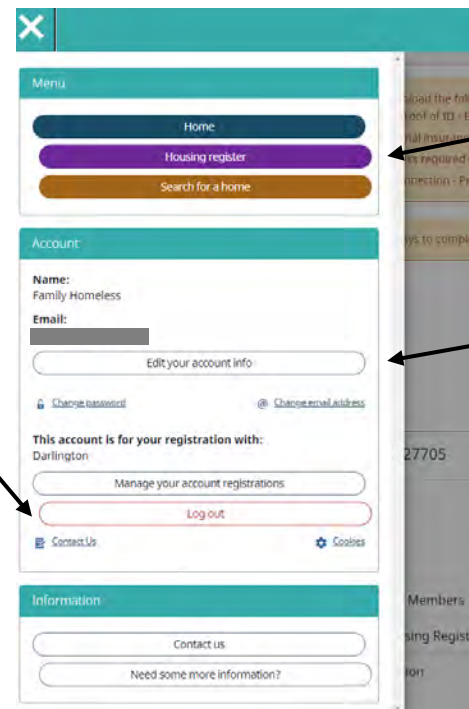 Menu
Home
Housing register
Search for a home
Account
Name:
Family Homeless
Email:
Edit your account info
Change password
Change email address
This account is for your registration with:
Darlington
Manage your account registrations
Log out
Contact Us
Cookies
Information
Contact us
Need some more information?
27705
Members